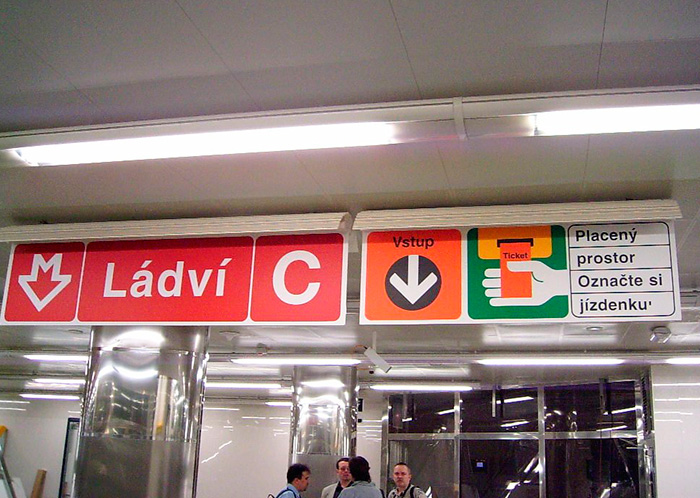 M
Ládví
C
Vstup
Ticket
Placený
prostor
Označte si
jízdenku'